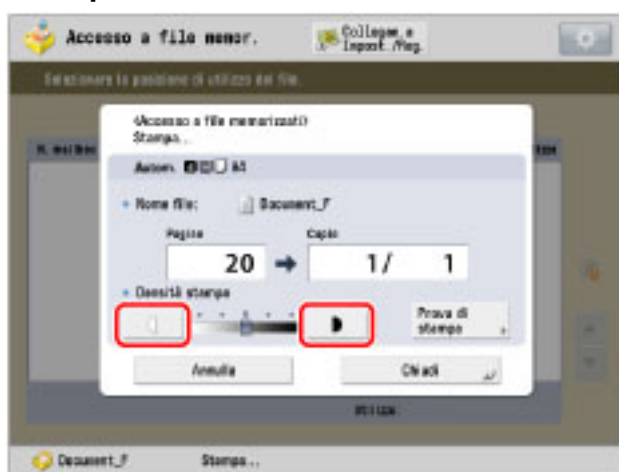 Accesso a file memor.
Collegam. a
Impost./Reg.
Selezionare la posizione di utilizzo del file.
<Accesso a file memorizzati>
Stampa...
Autom. A4
Nome file: Document_F
Pagine Copie
20 1/ 1
Densità stampa
Prova di
stampa
Annulla Chiudi
Document_F Stampa...